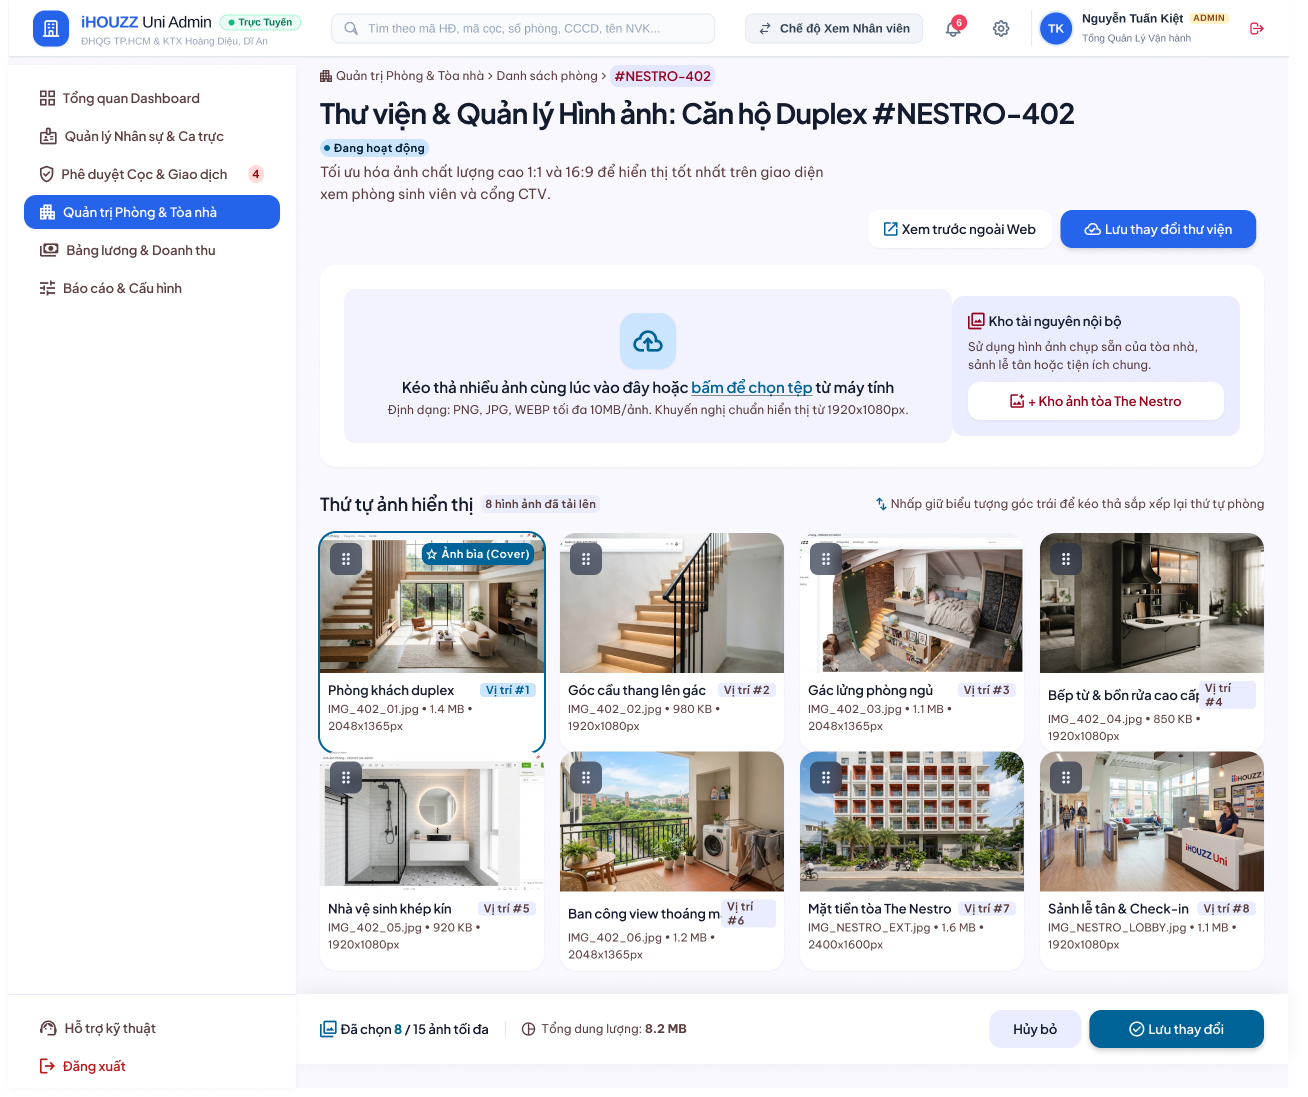 iHOUZZ Uni Admin
Trực Tuyến
ĐHQG TP.HCM & KTX Hoàng Diệu, Dĩ An
Tìm theo mã HĐ, mã cọc, số phòng, CCCD, tên NVK...
Chế độ Xem Nhân viên
6
TK
Nguyễn Tuấn Kiệt ADMIN
Tổng Quản Lý Vận hành
Tổng quan Dashboard
Quản lý Nhân sự & Ca trực
Phê duyệt Cọc & Giao dịch 4
Quản trị Phòng & Tòa nhà
Bảng lương & Doanh thu
Báo cáo & Cấu hình
Hỗ trợ kỹ thuật
Đăng xuất
Quản trị Phòng & Tòa nhà › Danh sách phòng › #NESTRO-402
Thư viện & Quản lý Hình ảnh: Căn hộ Duplex #NESTRO-402
Đang hoạt động
Tối ưu hóa ảnh chất lượng cao 1:1 và 16:9 để hiển thị tốt nhất trên giao diện
xem phòng sinh viên và cổng CTV.
Xem trước ngoài Web
Lưu thay đổi thư viện
Kéo thả nhiều ảnh cùng lúc vào đây hoặc bấm để chọn tệp từ máy tính
Định dạng: PNG, JPG, WEBP tối đa 10MB/ảnh. Khuyến nghị chuẩn hiển thị từ 1920x1080px.
Kho tài nguyên nội bộ
Sử dụng hình ảnh chụp sẵn của tòa nhà,
sảnh lễ tân hoặc tiện ích chung.
+ Kho ảnh tòa The Nestro
Thứ tự ảnh hiển thị
8 hình ảnh đã tải lên
Nhấp giữ biểu tượng góc trái để kéo thả sắp xếp lại thứ tự phòng
Ảnh bìa (Cover)
Phòng khách duplex
Vị trí #1
IMG_402_01.jpg • 1.4 MB •
2048x1365px
Góc cầu thang lên gác
Vị trí #2
IMG_402_02.jpg • 980 KB •
1920x1080px
Gác lửng phòng ngủ
Vị trí #3
IMG_402_03.jpg • 1.1 MB •
2048x1365px
Bếp từ & bồn rửa cao cấp
Vị trí
#4
IMG_402_04.jpg • 850 KB •
1920x1080px
Nhà vệ sinh khép kín
Vị trí #5
IMG_402_05.jpg • 920 KB •
1920x1080px
Ban công view thoáng m
Vị trí
#6
IMG_402_06.jpg • 1.2 MB •
2048x1365px
Mặt tiền tòa The Nestro
Vị trí #7
IMG_NESTRO_EXT.jpg • 1.6 MB •
2400x1600px
iHOUZZ
iHOUZZ Uni
Sảnh lễ tân & Check-in
Vị trí #8
IMG_NESTRO_LOBBY.jpg • 1.1 MB •
1920x1080px
Đã chọn 8 / 15 ảnh tối đa
Tổng dung lượng: 8.2 MB
Hủy bỏ
Lưu thay đổi